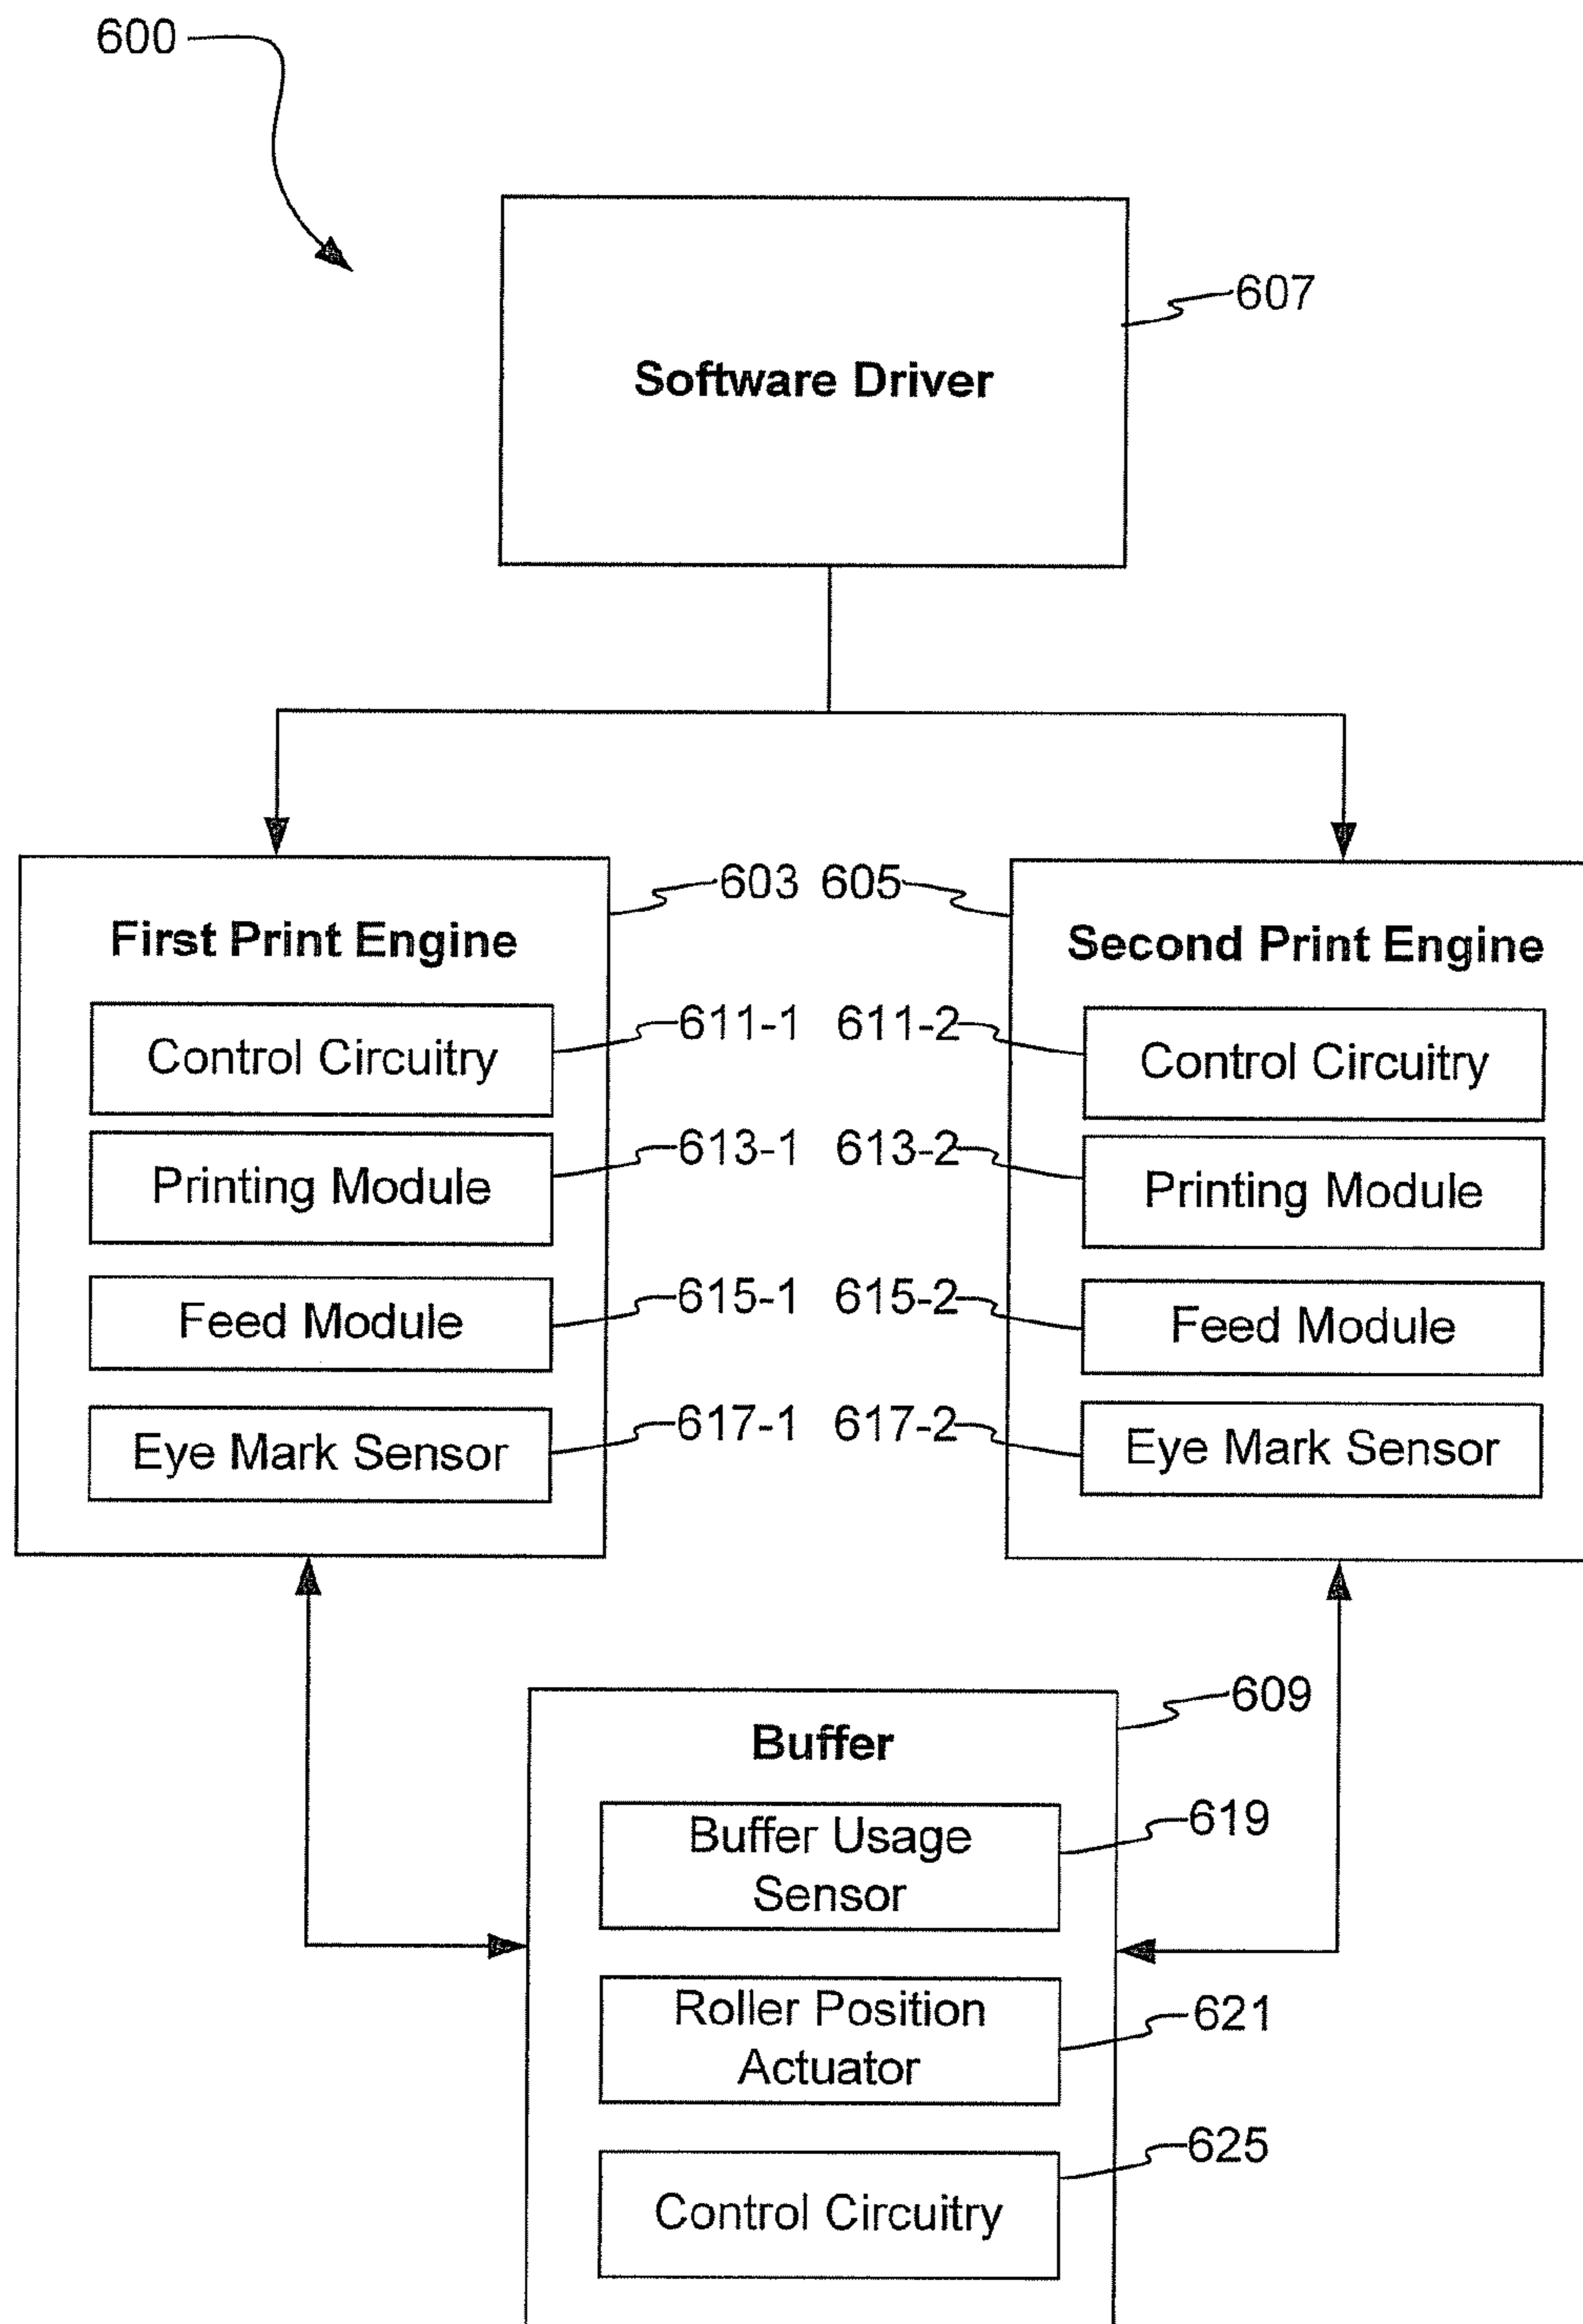 600
607
Software Driver
603 605
First Print Engine
Second Print Engine
611-1 611-2
Control Circuitry
Control Circuitry
613-1 613-2
Printing Module
Printing Module
615-1 615-2
Feed Module
Feed Module
617-1 617-2
Eye Mark Sensor
Eye Mark Sensor
609
Buffer
619
Buffer Usage
Sensor
Roller Position
621
Actuator
625
Control Circuitry